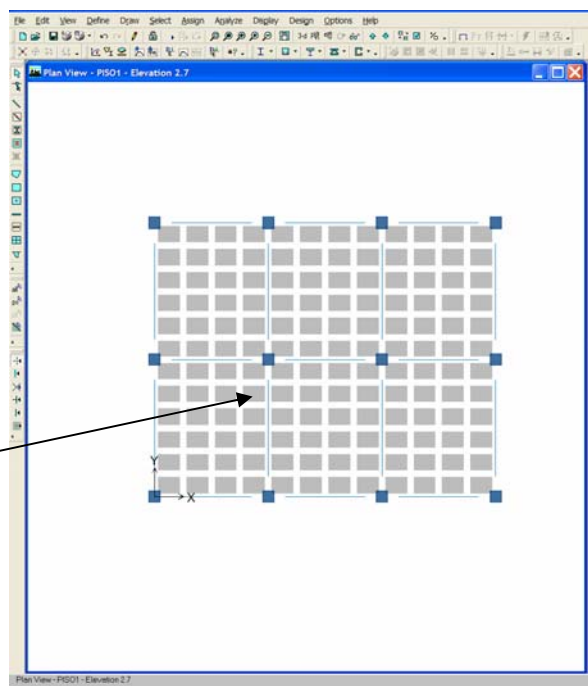 File Edit View Define Draw Select Assign Analyze Display Design Options Help
Plan View - PISO1 - Elevation 2.7
Y
X
Plan View - PISO1 - Elevation 2.7